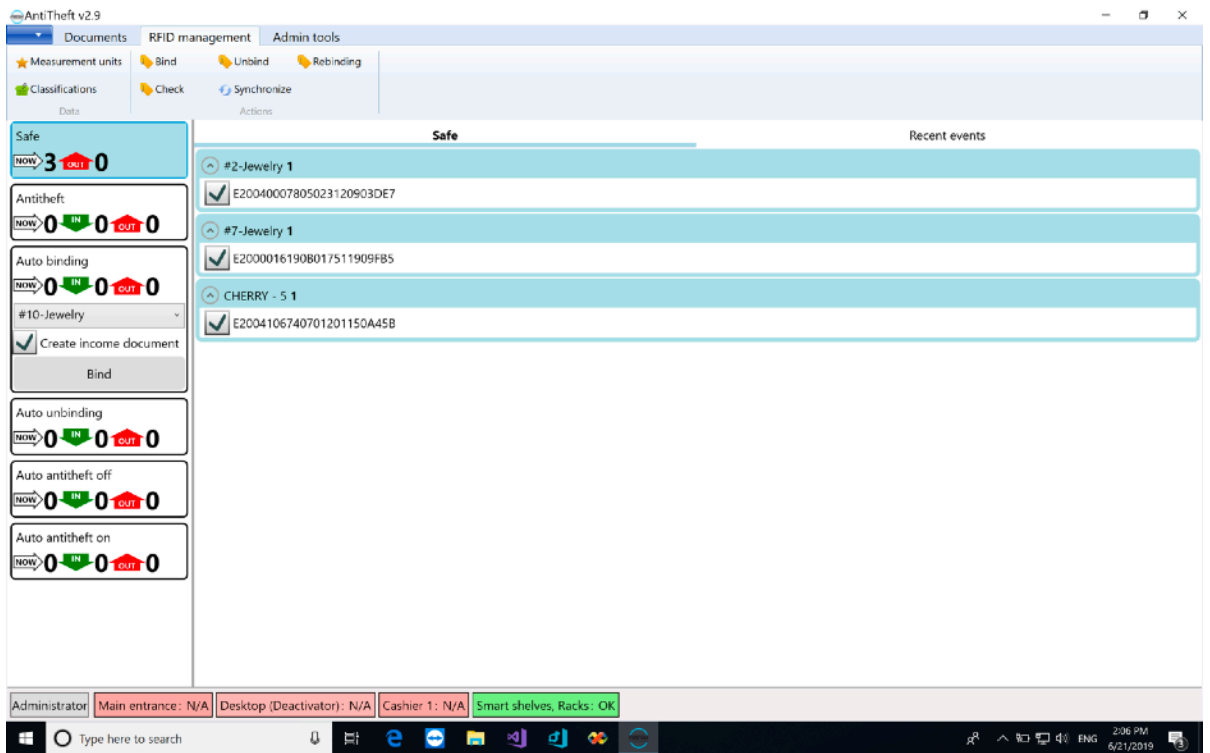 AntiTheft v2.9
Documents RFID management Admin tools
Measurement units Bind Unbind Rebinding
Classifications Check Synchronize
Data Actions
Safe
NOW 3 OUT 0
Antitheft
NOW 0 IN 0 OUT 0
Auto binding
NOW 0 IN 0 OUT 0
#10-Jewelry
Create income document
Bind
Auto unbinding
NOW 0 IN 0 OUT 0
Auto antitheft off
NOW 0 IN 0 OUT 0
Auto antitheft on
NOW 0 IN 0 OUT 0
Safe Recent events
#2-Jewelry 1
E20040007805023120903DE7
#7-Jewelry 1
E2000016190B017511909FB5
CHERRY - 5 1
E2004106740701201150A45B
Administrator Main entrance: N/A Desktop (Deactivator): N/A Cashier 1: N/A Smart shelves, Racks: OK
Type here to search ENG 2:06 PM
6/21/2019 3